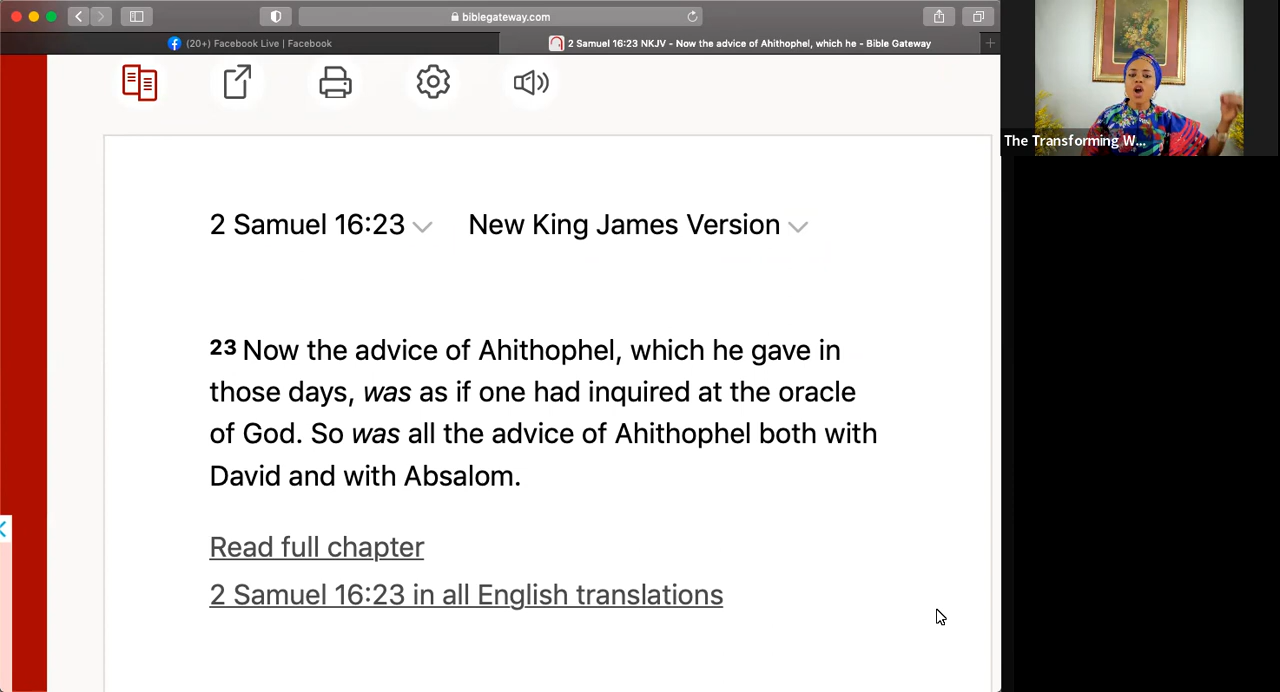 biblegateway.com
(20+) Facebook Live | Facebook
2 Samuel 16:23 NKJV - Now the advice of Ahithophel, which he - Bible Gateway
The Transforming W...
2 Samuel 16:23
New King James Version
23 Now the advice of Ahithophel, which he gave in
those days, was as if one had inquired at the oracle
of God. So was all the advice of Ahithophel both with
David and with Absalom.
Read full chapter
2 Samuel 16:23 in all English translations